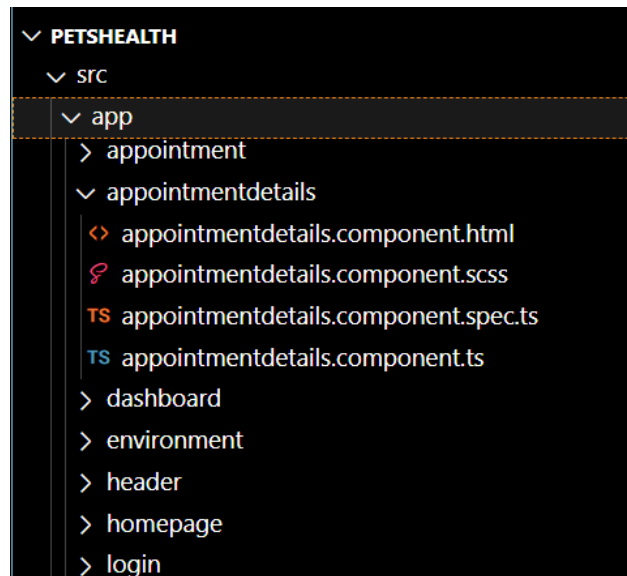 PETSHEALTH
src
app
appointment
appointmentdetails
<> appointmentdetails.component.html
appointmentdetails.component.scss
TS appointmentdetails.component.spec.ts
TS appointmentdetails.component.ts
dashboard
environment
header
homepage
login